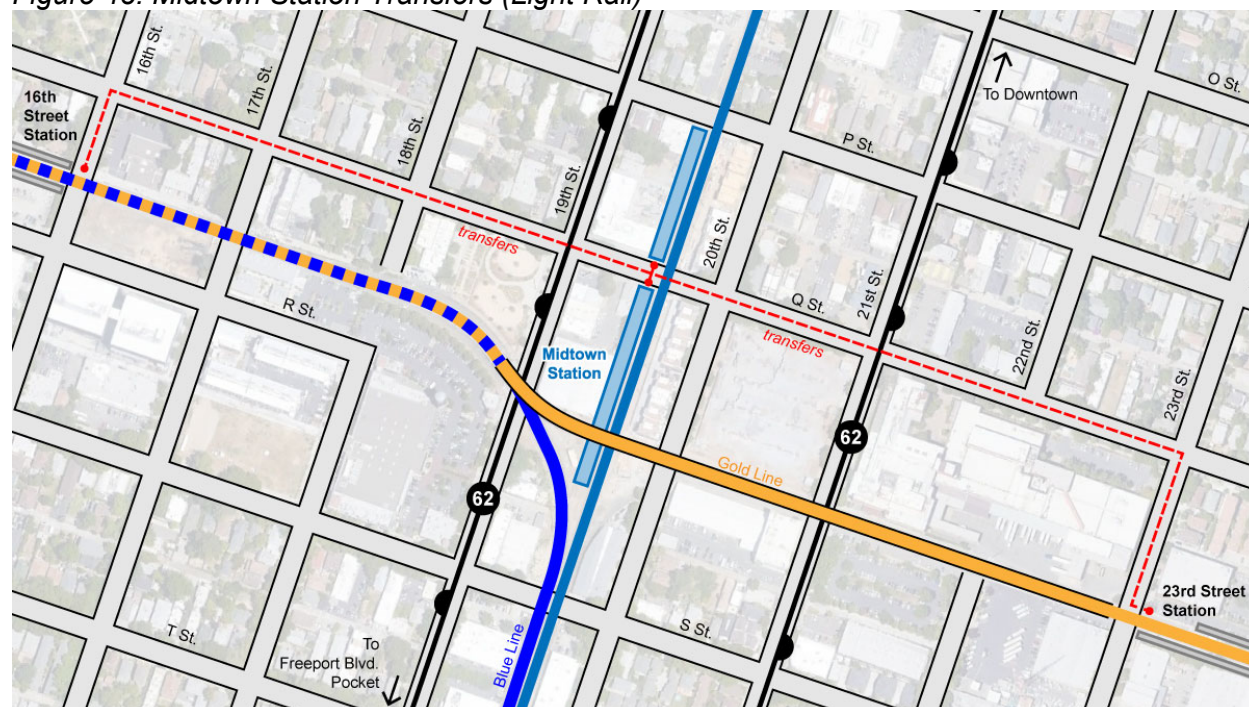 Figure 43: Midtown Station Transfers (Light Rail)
16th St.
17th St.
18th St.
19th St.
20th St.
21st St.
22nd St.
23rd St.
O St.
P St.
Q St.
R St.
S St.
T St.
16th
Street
Station
To Downtown
transfers
transfers
Midtown
Station
62
62
Gold Line
Blue Line
To
Freeport Blvd.
Pocket
23rd Street
Station